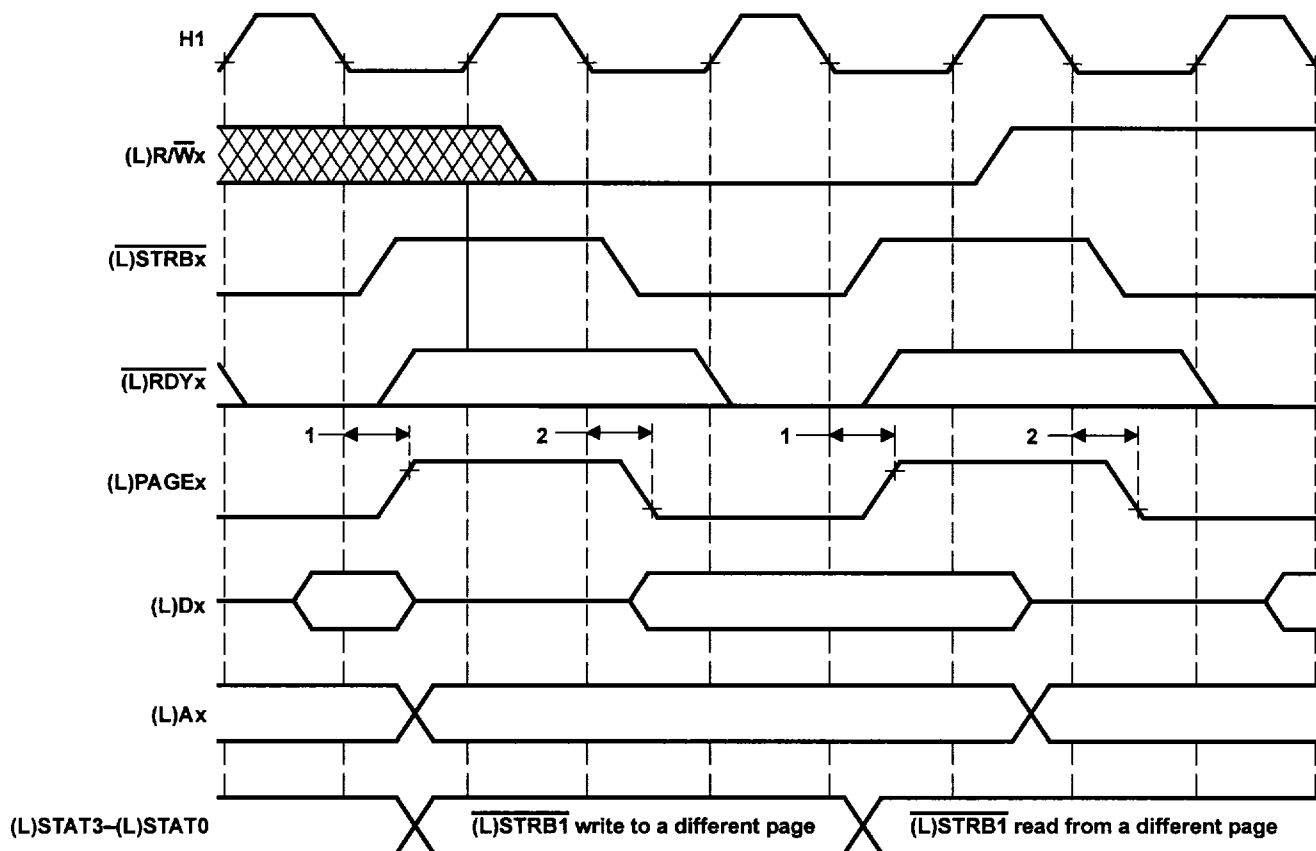 H1
(L)R/W̅x
(L)STRBx
(L)RDYx
1 2 1 2
(L)PAGEx
(L)Dx
(L)Ax
(L)STAT3–(L)STAT0 (L)STRB1 write to a different page (L)STRB1 read from a different page